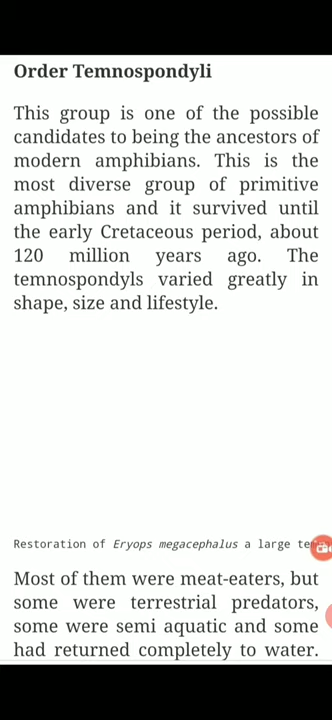 Order Temnospondyli
This group is one of the possible
candidates to being the ancestors of
modern amphibians. This is the
most diverse group of primitive
amphibians and it survived until
the early Cretaceous period, about
120 million years ago. The
temnospondyls varied greatly in
shape, size and lifestyle.
Restoration of Eryops megacephalus a large
Most of them were meat-eaters, but
some were terrestrial predators,
some were semi aquatic and some
had returned completely to water.